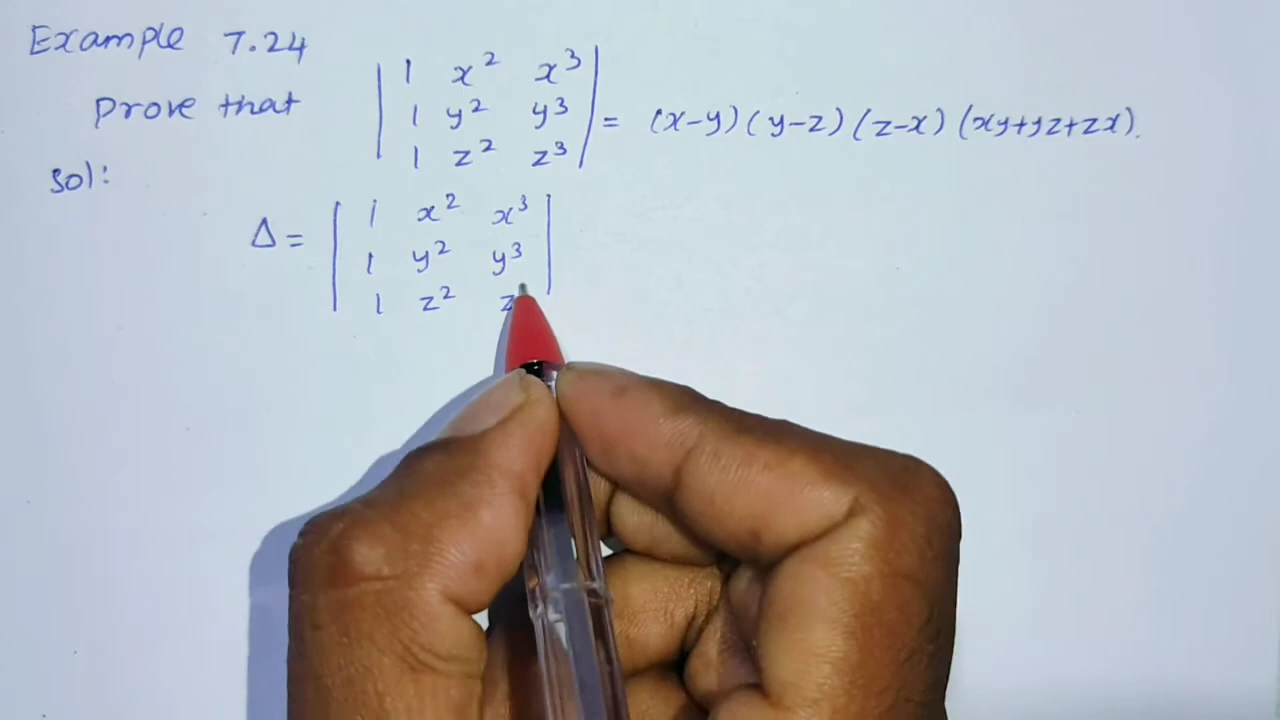 Example 7.24
Prove that | 1 x² x³ |
| 1 y² y³ | = (x-y) (y-z) (z-x) (xy+yz+zx).
| 1 z² z³ |
Sol:
Δ = | 1 x² x³ |
| 1 y² y³ |
| 1 z² z